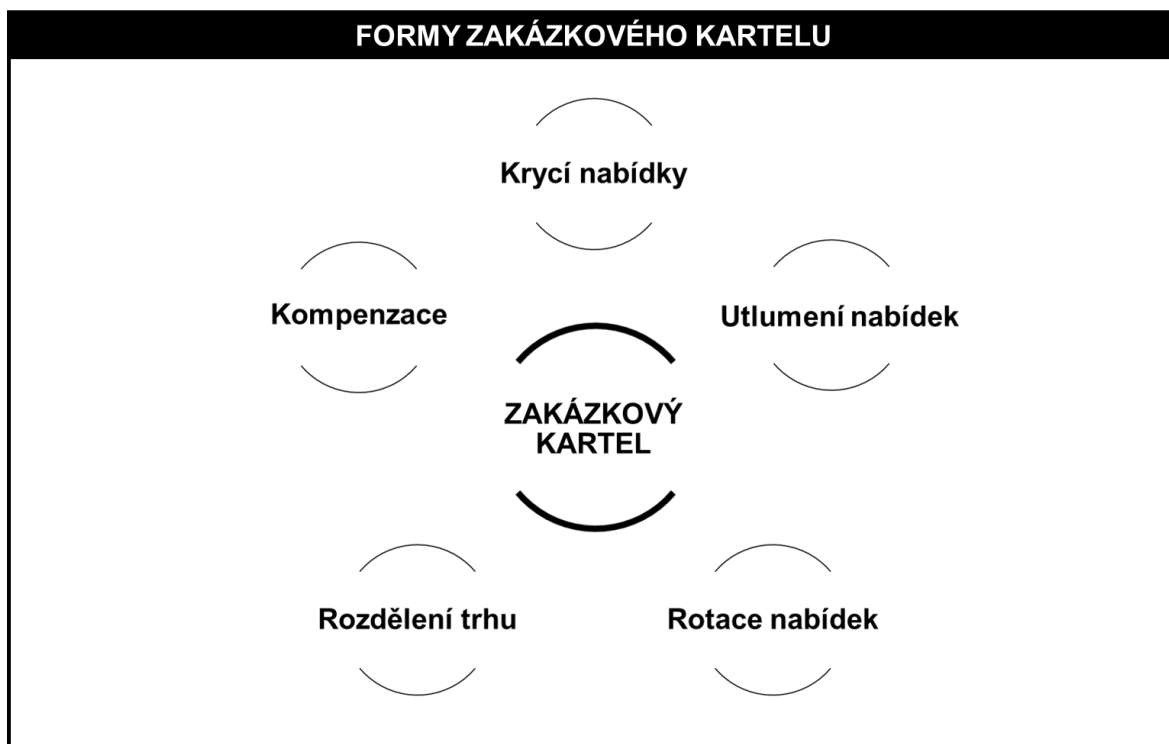 FORMY ZAKÁZKOVÉHO KARTELU
Krycí nabídky
Kompenzace
Utlumení nabídek
ZAKÁZKOVÝ
KARTEL
Rozdělení trhu
Rotace nabídek